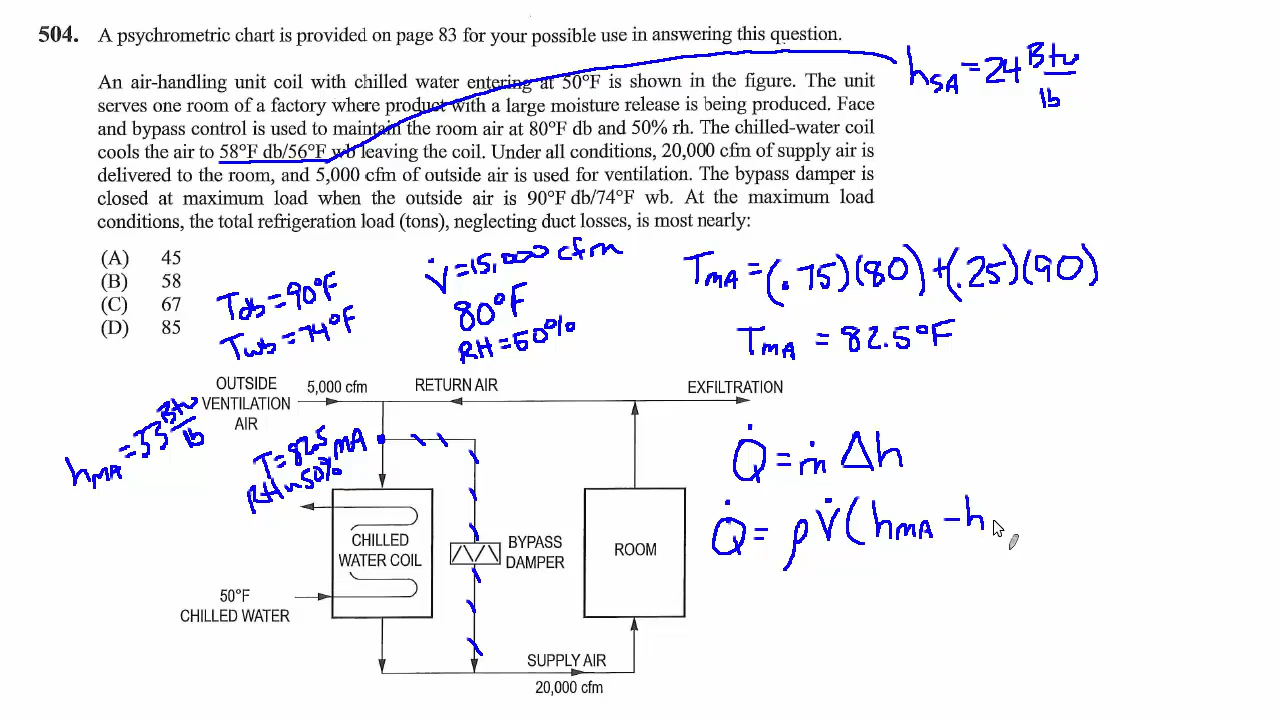 504. A psychrometric chart is provided on page 83 for your possible use in answering this question.
An air-handling unit coil with chilled water entering at 50°F is shown in the figure. The unit
serves one room of a factory where product with a large moisture release is being produced. Face
and bypass control is used to maintain the room air at 80°F db and 50% rh. The chilled-water coil
cools the air to 58°F db/56°F wb leaving the coil. Under all conditions, 20,000 cfm of supply air is
delivered to the room, and 5,000 cfm of outside air is used for ventilation. The bypass damper is
closed at maximum load when the outside air is 90°F db/74°F wb. At the maximum load
conditions, the total refrigeration load (tons), neglecting duct losses, is most nearly:
hSA = 24 Btu/lb
(A) 45
(B) 58
(C) 67
(D) 85
Tdb = 90°F
Twb = 74°F
V̇ = 15,000 cfm
80°F
RH = 50%
TMA = (.75)(80) + (.25)(90)
TMA = 82.5°F
OUTSIDE
VENTILATION
AIR
5,000 cfm
RETURN AIR
EXFILTRATION
hMA = 33 Btu/lb
T = 82.5 MA
RH ~ 50%
Q̇ = ṁ Δh
Q̇ = ρV̇(hMA - h
CHILLED
WATER COIL
BYPASS
DAMPER
ROOM
50°F
CHILLED WATER
SUPPLY AIR
20,000 cfm